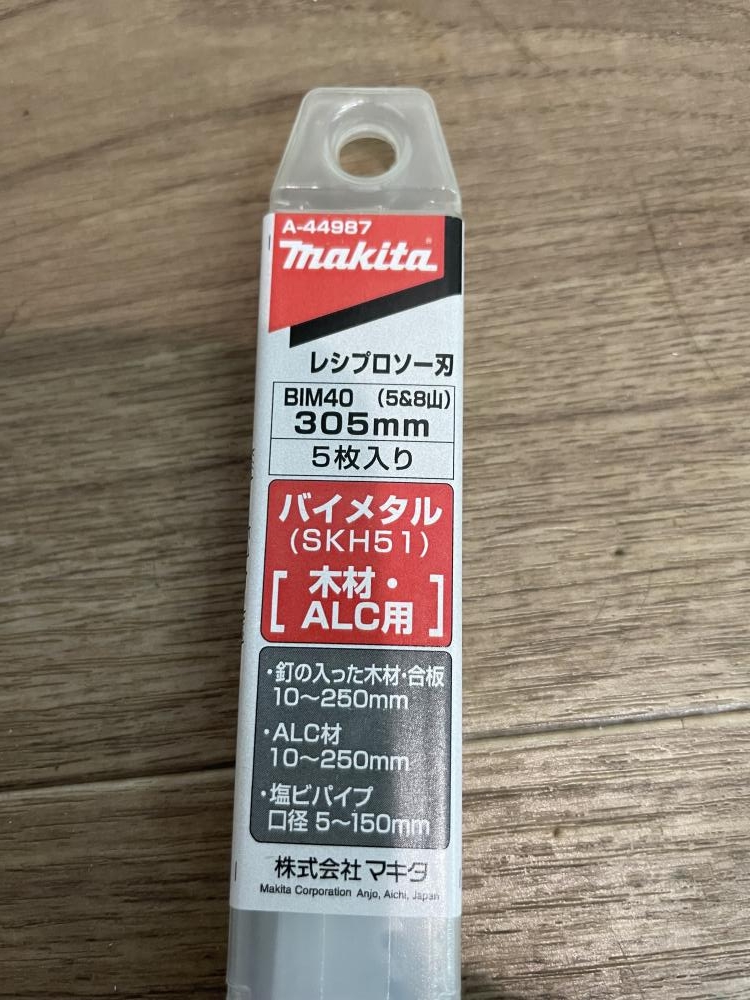 A-44987
makita®
レシプロソー刃
BIM40 (5&8山)
305mm
5枚入り
バイメタル
(SKH51)
[木材・
ALC用]
・釘の入った木材・合板
10～250mm
・ALC材
10～250mm
・塩ビパイプ
口径 5～150mm
株式会社マキタ
Makita Corporation Anjo, Aichi, Japan